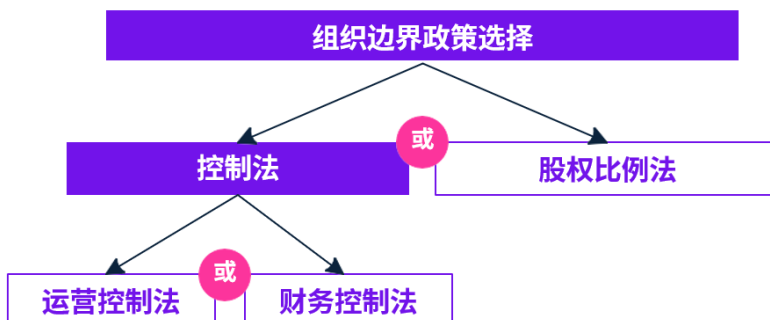 组织边界政策选择
控制法
或
股权比例法
运营控制法
或
财务控制法